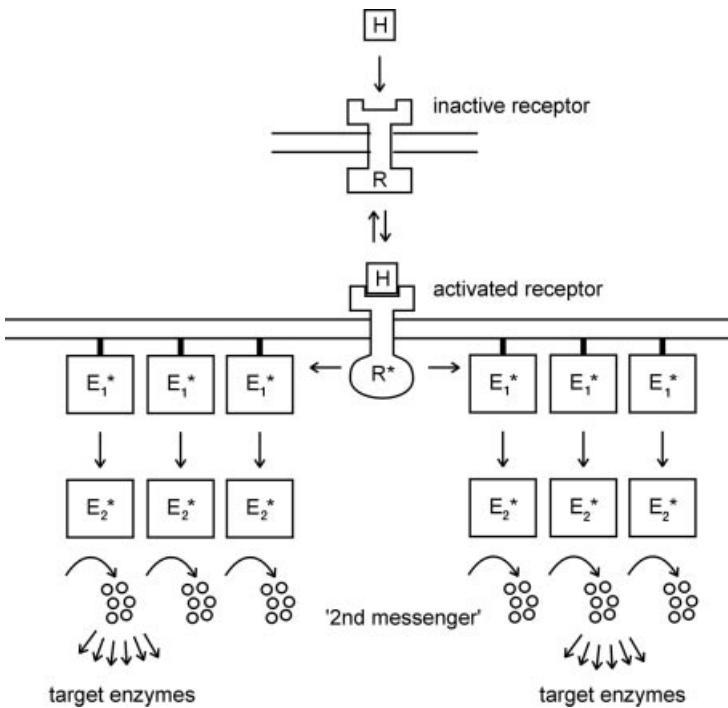 H
inactive receptor
R
H
activated receptor
R*
E₁* E₁* E₁* E₁* E₁* E₁*
E₂* E₂* E₂* E₂* E₂* E₂*
'2nd messenger'
target enzymes target enzymes